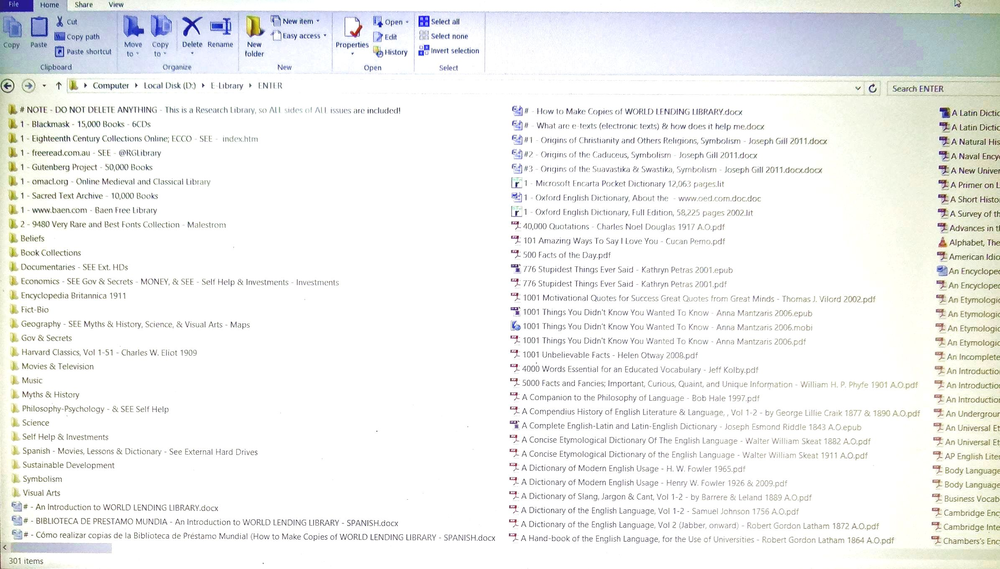 File Home Share View
Copy
Paste
Cut
Copy path
Paste shortcut
Clipboard
Move to
Copy to
Delete
Rename
Organize
New folder
New item
Easy access
New
Properties
Open
Edit
History
Open
Select all
Select none
Invert selection
Select
Computer Local Disk (D:) E-Library ENTER
Search ENTER
# NOTE - DO NOT DELETE ANYTHING - This is a Research Library, so ALL sides of ALL issues are included!
1 - Blackmask - 15,000 Books - 6CDs
1 - Eighteenth Century Collections Online; ECCO - SEE - index.htm
1 - freeread.com.au - SEE - @RGLibrary
1 - Gutenberg Project - 50,000 Books
1 - omacl.org - Online Medieval and Classical Library
1 - Sacred Text Archive - 10,000 Books
1 - www.baen.com - Baen Free Library
2 - 9480 Very Rare and Best Fonts Collection - Malestrom
Beliefs
Book Collections
Documentaries - SEE Ext. HDs
Economics - SEE Gov & Secrets - MONEY, & SEE - Self Help & Investments - Investments
Encyclopedia Britannica 1911
Fict-Bio
Geography - SEE Myths & History, Science, & Visual Arts - Maps
Gov & Secrets
Harvard Classics, Vol 1-51 - Charles W. Eliot 1909
Movies & Television
Music
Myths & History
Philosophy-Psychology - & SEE Self Help
Science
Self Help & Investments
Spanish - Movies, Lessons & Dictionary - See External Hard Drives
Sustainable Development
Symbolism
Visual Arts
# - An Introduction to WORLD LENDING LIBRARY.docx
# - BIBLIOTECA DE PRESTAMO MUNDIA - An Introduction to WORLD LENDING LIBRARY - SPANISH.docx
# - Cómo realizar copias de la Biblioteca de Préstamo Mundial (How to Make Copies of WORLD LENDING LIBRARY - SPANISH.docx
# - How to Make Copies of WORLD LENDING LIBRARY.docx
# - What are e-texts (electronic texts) & how does it help me.docx
#1 - Origins of Christianity and Others Religions, Symbolism - Joseph Gill 2011.docx
#2 - Origins of the Caduceus, Symbolism - Joseph Gill 2011.docx
#3 - Origins of the Suavastika & Swastika, Symbolism - Joseph Gill 2011.docx.docx
1 - Microsoft Encarta Pocket Dictionary 12,063 pages.lit
1 - Oxford English Dictionary, About the - www.oed.com.doc.doc
1 - Oxford English Dictionary, Full Edition, 58,225 pages 2002.lit
40,000 Quotations - Charles Noel Douglas 1917 A.O.pdf
101 Amazing Ways To Say I Love You - Cucan Pemo.pdf
500 Facts of the Day.pdf
776 Stupidest Things Ever Said - Kathryn Petras 2001.epub
776 Stupidest Things Ever Said - Kathryn Petras 2001.pdf
1001 Motivational Quotes for Success Great Quotes from Great Minds - Thomas J. Vilord 2002.pdf
1001 Things You Didn't Know You Wanted To Know - Anna Mantzaris 2006.epub
1001 Things You Didn't Know You Wanted To Know - Anna Mantzaris 2006.mobi
1001 Things You Didn't Know You Wanted To Know - Anna Mantzaris 2006.pdf
1001 Unbelievable Facts - Helen Otway 2008.pdf
4000 Words Essential for an Educated Vocabulary - Jeff Kolby.pdf
5000 Facts and Fancies; Important, Curious, Quaint, and Unique Information - William H. P. Phyfe 1901 A.O.pdf
A Companion to the Philosophy of Language - Bob Hale 1997.pdf
A Compendius History of English Literature & Language, , Vol 1-2 - by George Lillie Craik 1877 & 1890 A.O.pdf
A Complete English-Latin and Latin-English Dictionary - Joseph Esmond Riddle 1843 A.O.epub
A Concise Etymological Dictionary Of The English Language - Walter William Skeat 1882 A.O.pdf
A Concise Etymological Dictionary of the English Language - Walter William Skeat 1911 A.O.pdf
A Dictionary of Modern English Usage - H. W. Fowler 1965.pdf
A Dictionary of Modern English Usage - Henry W. Fowler 1926 & 2009.pdf
A Dictionary of Slang, Jargon & Cant, Vol 1-2 - by Barrere & Leland 1889 A.O.pdf
A Dictionary of the English Language, Vol 1-2 - Samuel Johnson 1756 A.O.pdf
A Dictionary of the English Language, Vol 2 (Jabber, onward) - Robert Gordon Latham 1872 A.O.pdf
A Hand-book of the English Language, for the Use of Universities - Robert Gordon Latham 1864 A.O.pdf
A Latin Dictic
A Latin Dictic
A Natural His
A Naval Ency
A New Univer
A Primer on L
A Short Histo
A Survey of th
Advances in th
Alphabet, The
American Idio
An Encyclope
An Encyclope
An Etymologic
An Etymologic
An Etymologic
An Etymologic
An Incomplete
An Introductio
An Introductio
An Introductio
An Undergrour
An Universal Et
An Universal Et
AP English Liter
Body Language
Body Language
Business Vocab
Cambridge Enc
Cambridge Inte
Chambers's Enc
301 items